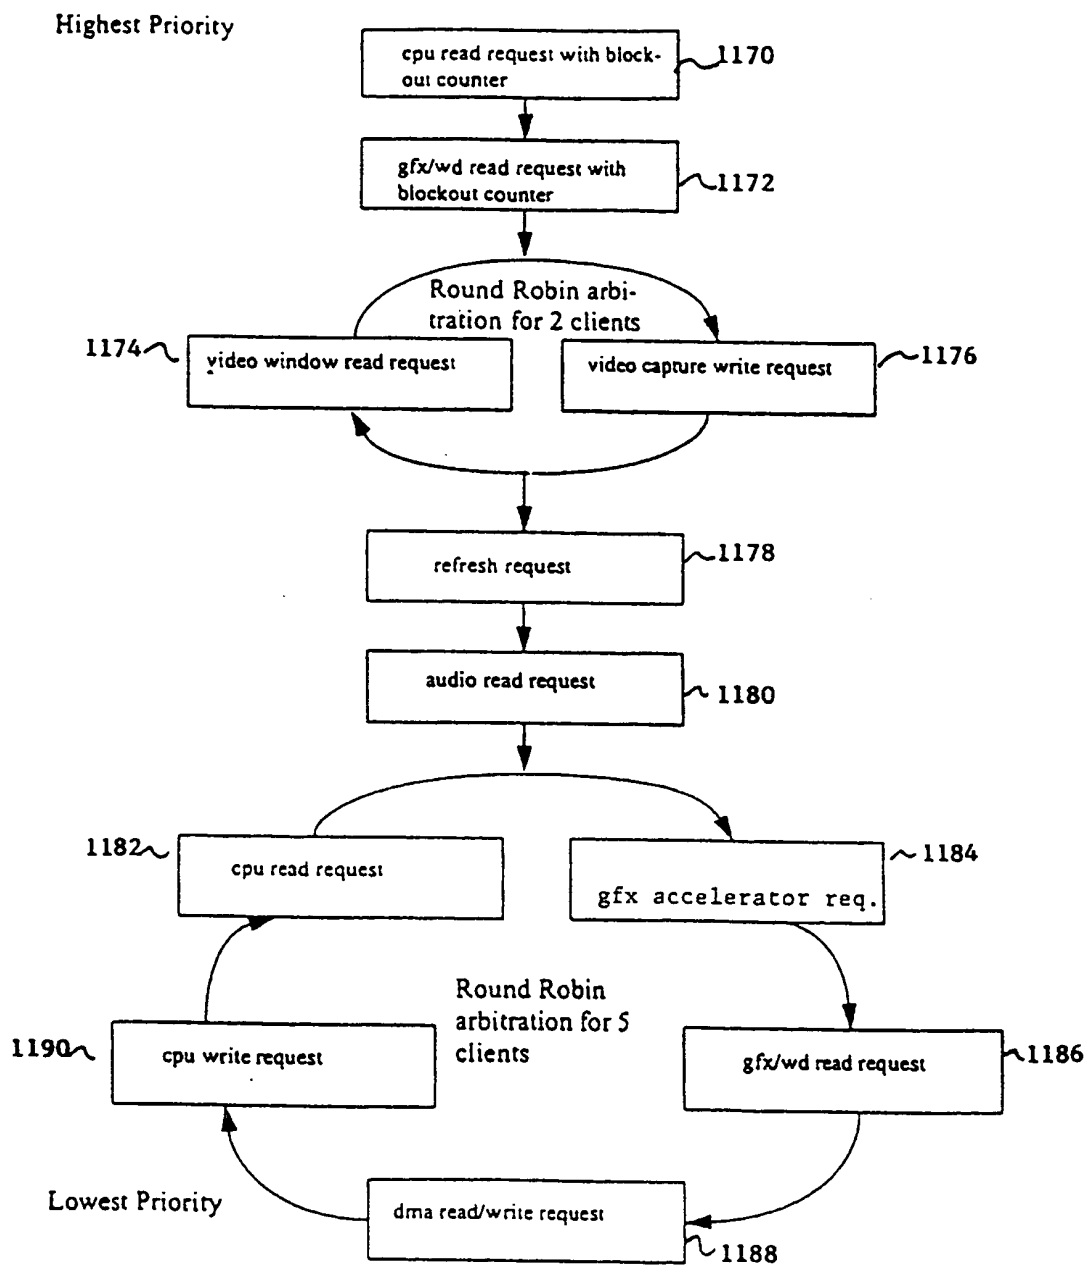 Highest Priority
cpu read request with block-
out counter
1170
gfx/wd read request with
blockout counter
1172
Round Robin arbi-
tration for 2 clients
1174
video window read request
video capture write request
1176
refresh request
1178
audio read request
1180
1182
cpu read request
gfx accelerator req.
1184
Round Robin
arbitration for 5
clients
1190
cpu write request
gfx/wd read request
1186
Lowest Priority
dma read/write request
1188